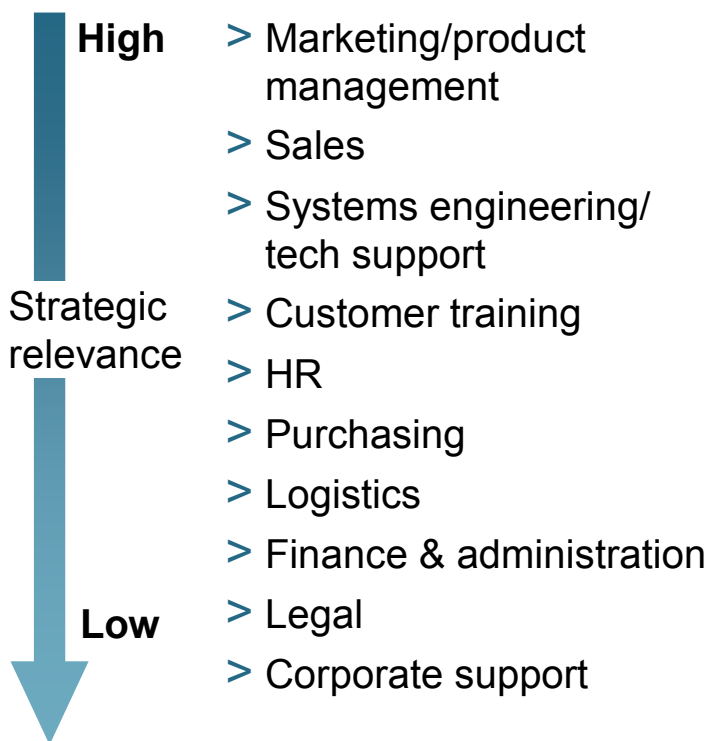 High
> Marketing/product
management
> Sales
> Systems engineering/
tech support
Strategic
relevance
> Customer training
> HR
> Purchasing
> Logistics
> Finance & administration
Low
> Legal
> Corporate support